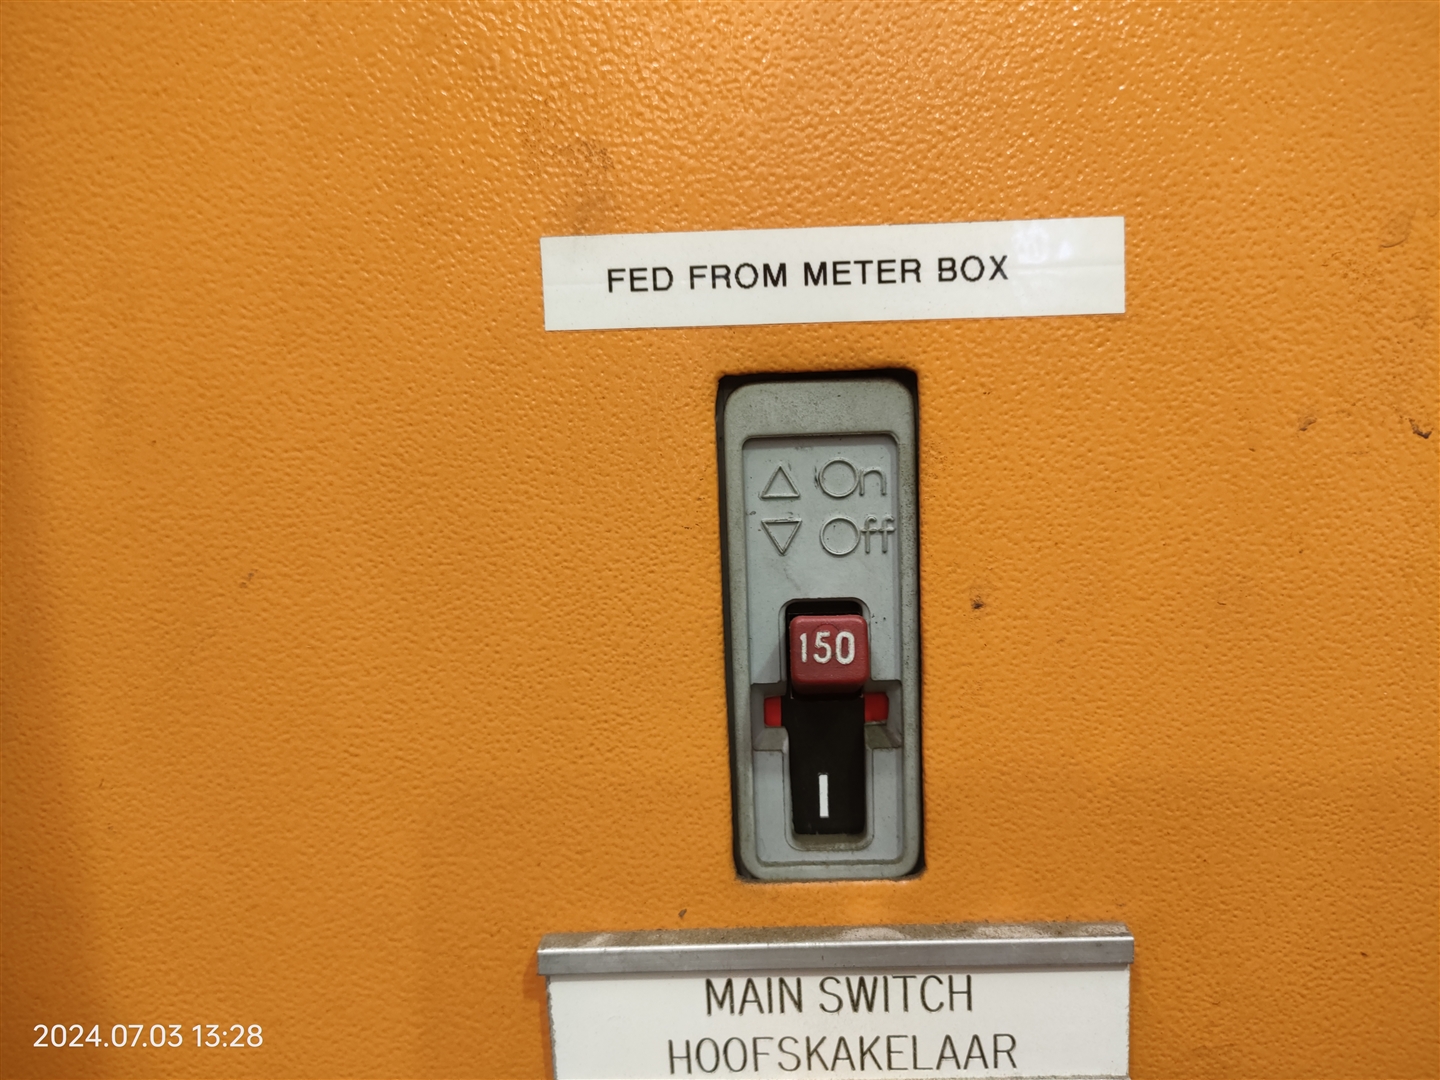 FED FROM METER BOX
△ On
▽ Off
150
MAIN SWITCH
HOOFSKAKELAAR
2024.07.03 13:28